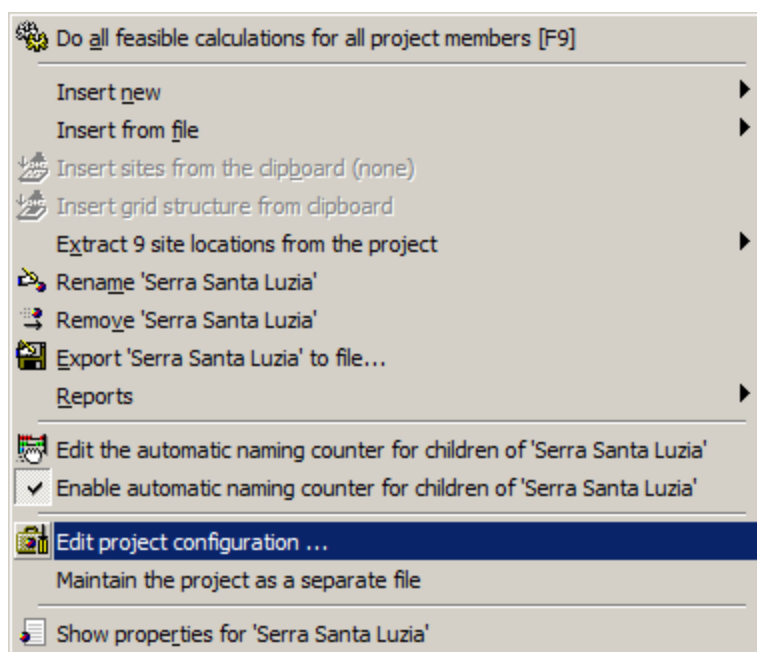 Do all feasible calculations for all project members [F9]
Insert new
Insert from file
Insert sites from the clipboard (none)
Insert grid structure from clipboard
Extract 9 site locations from the project
Rename 'Serra Santa Luzia'
Remove 'Serra Santa Luzia'
Export 'Serra Santa Luzia' to file...
Reports
Edit the automatic naming counter for children of 'Serra Santa Luzia'
Enable automatic naming counter for children of 'Serra Santa Luzia'
Edit project configuration ...
Maintain the project as a separate file
Show properties for 'Serra Santa Luzia'